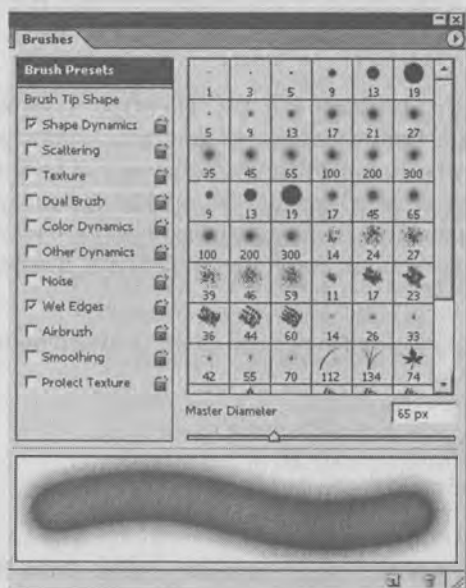 Brushes
Brush Presets
Brush Tip Shape
Shape Dynamics
Scattering
Texture
Dual Brush
Color Dynamics
Other Dynamics
Noise
Wet Edges
Airbrush
Smoothing
Protect Texture
1 3 5 9 13 19
5 9 13 17 21 27
35 45 65 100 200 300
9 13 19 17 45 65
100 200 300 14 24 27
39 46 59 11 17 23
36 44 60 14 26 33
42 55 70 112 134 74
Master Diameter
65 px